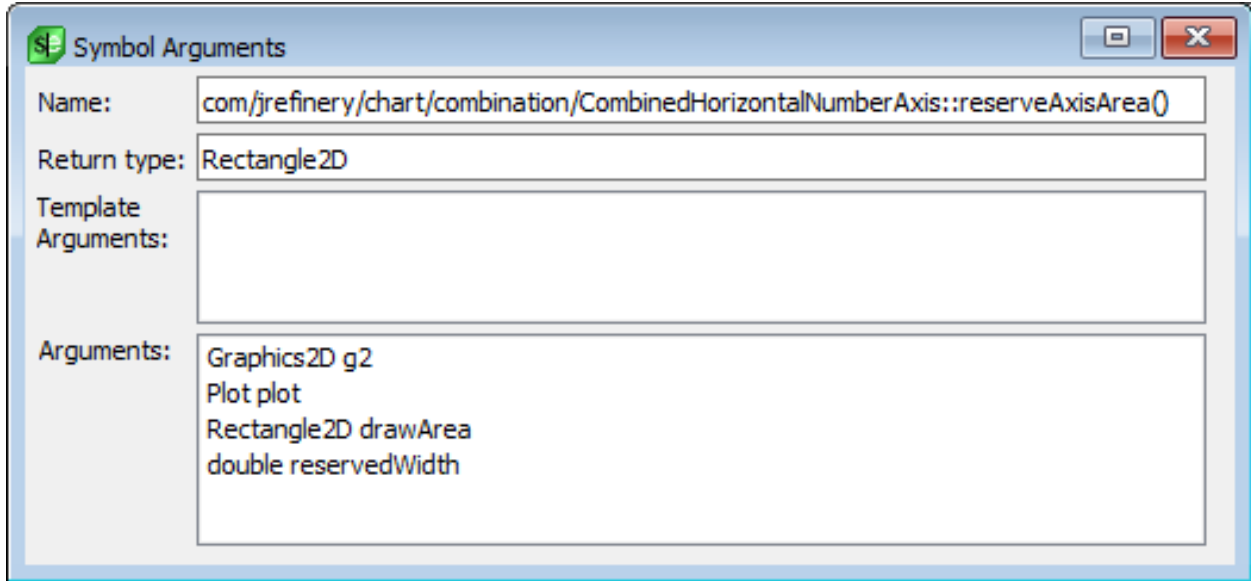 Symbol Arguments
Name: com/jrefinery/chart/combination/CombinedHorizontalNumberAxis::reserveAxisArea()
Return type: Rectangle2D
Template
Arguments:
Arguments: Graphics2D g2
Plot plot
Rectangle2D drawArea
double reservedWidth